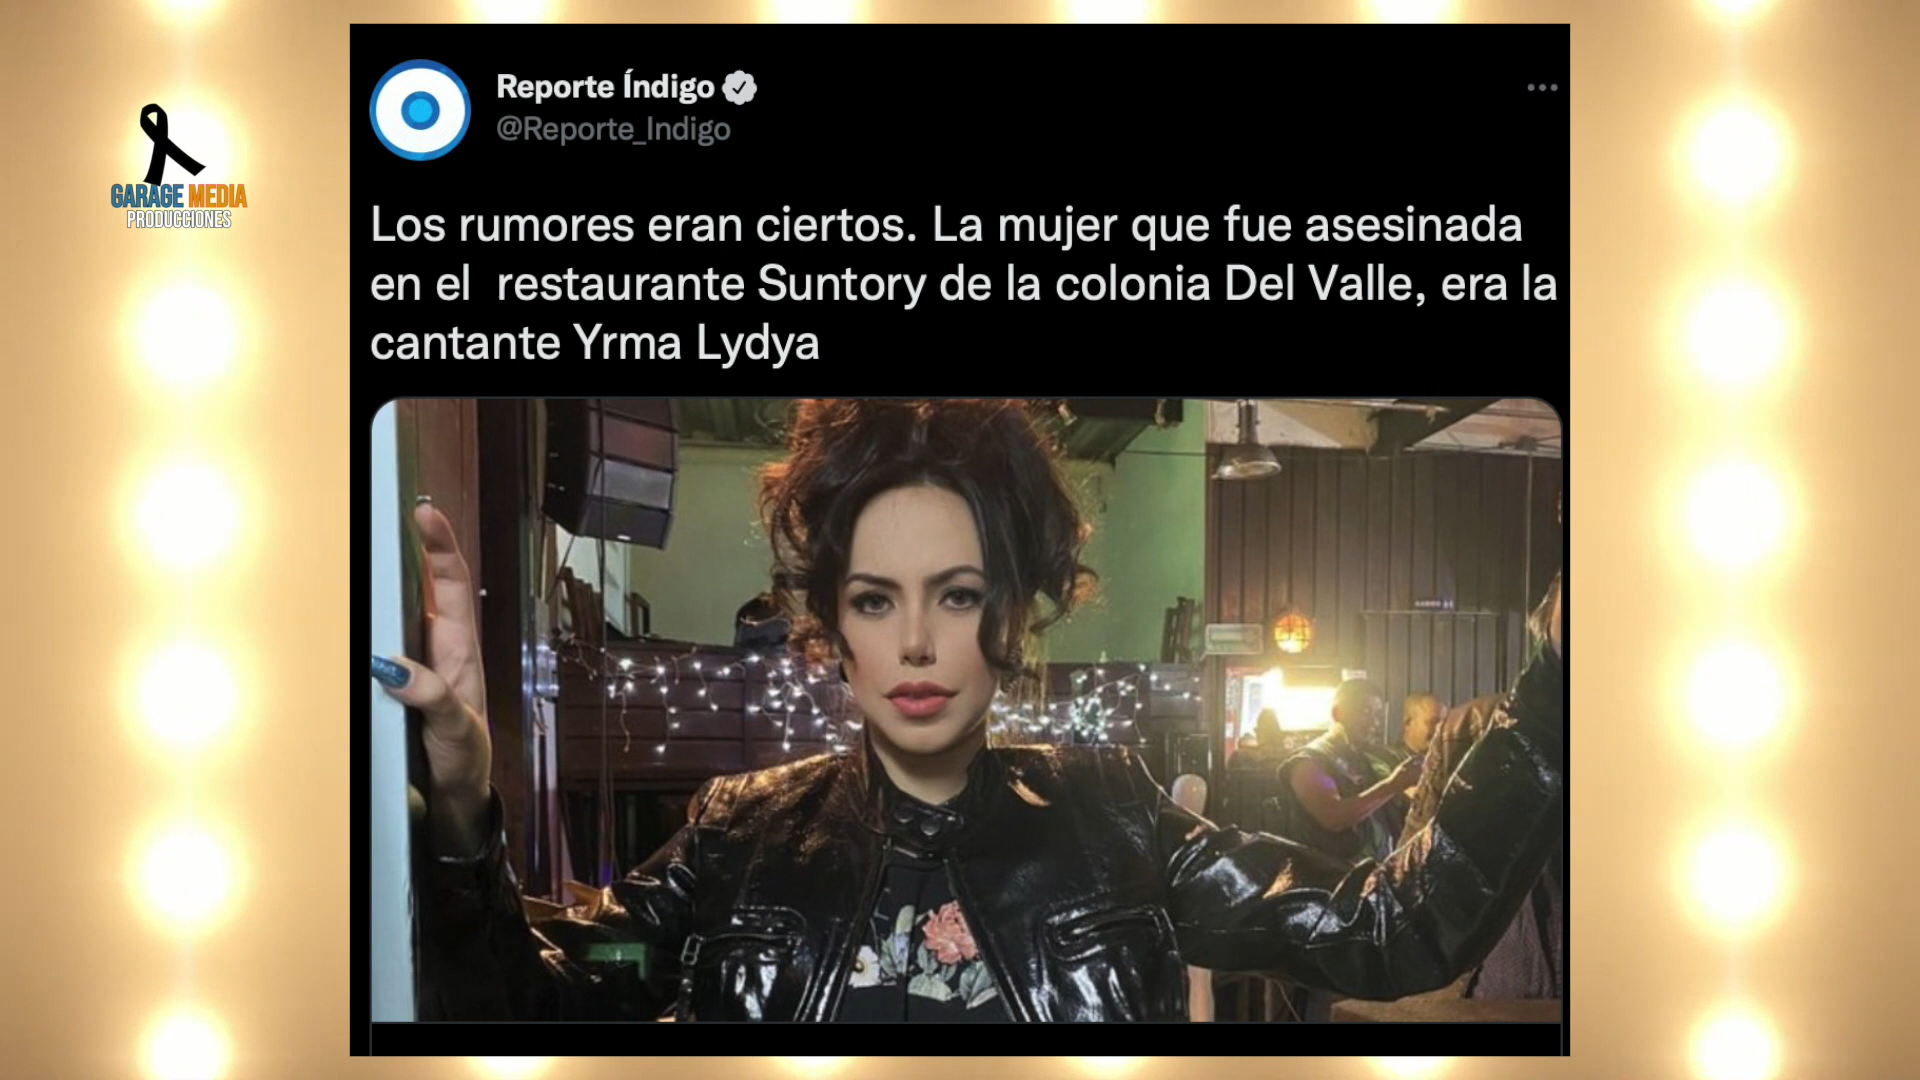 GARAGE MEDIA
PRODUCCIONES
Reporte Índigo
@Reporte_Indigo
Los rumores eran ciertos. La mujer que fue asesinada
en el restaurante Suntory de la colonia Del Valle, era la
cantante Yrma Lydya